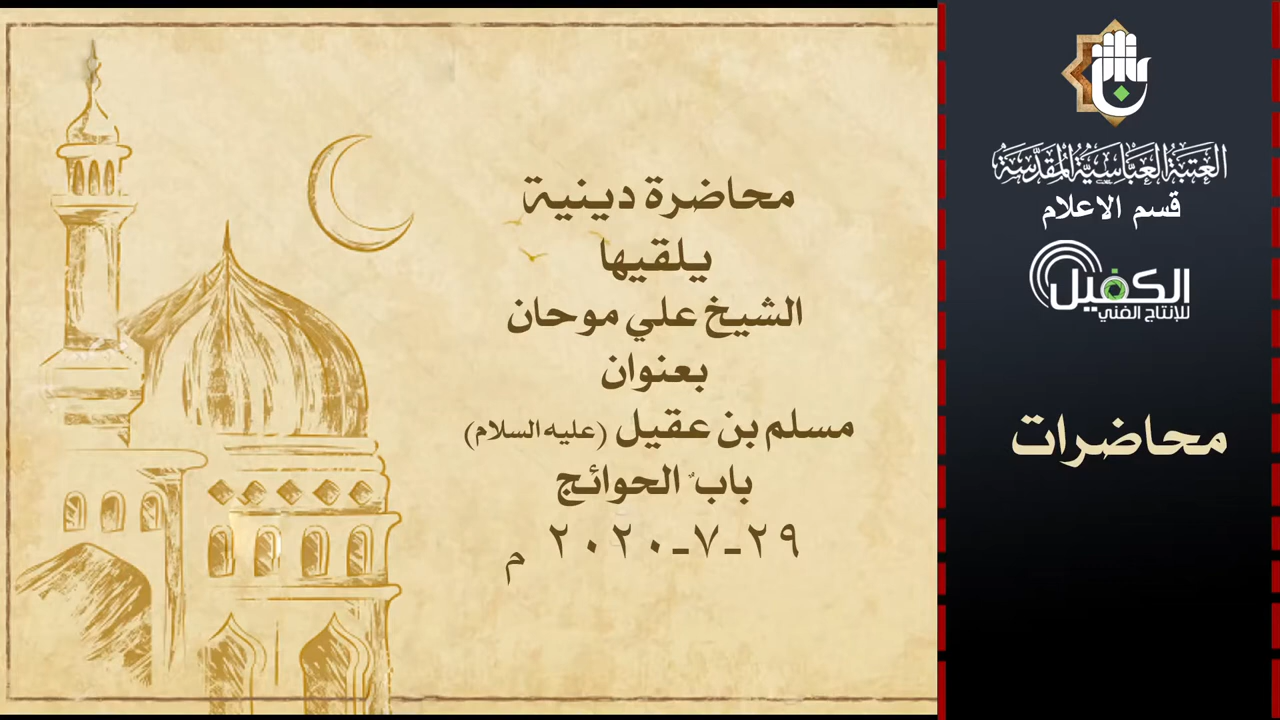 محاضرة دينية
يلقيها
الشيخ علي موحان
بعنوان
مسلم بن عقيل (عليه السلام)
بابٌ الحوائج
٢٩-٧-٢٠٢٠ م
العتبة العباسية المقدسة
قسم الاعلام
الكفيل
للإنتاج الفني
محاضرات